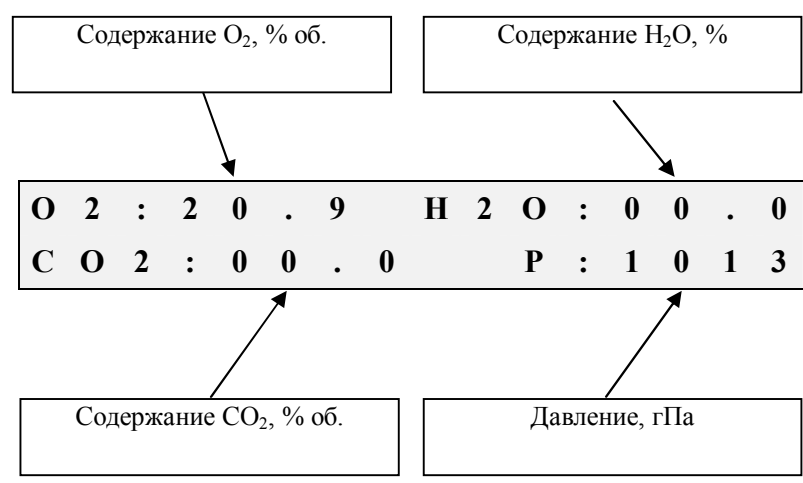 Содержание O₂, % об.
Содержание H₂O, %
O2:20.9 H2O:00.0
CO2:00.0 P:1013
Содержание CO₂, % об.
Давление, гПа